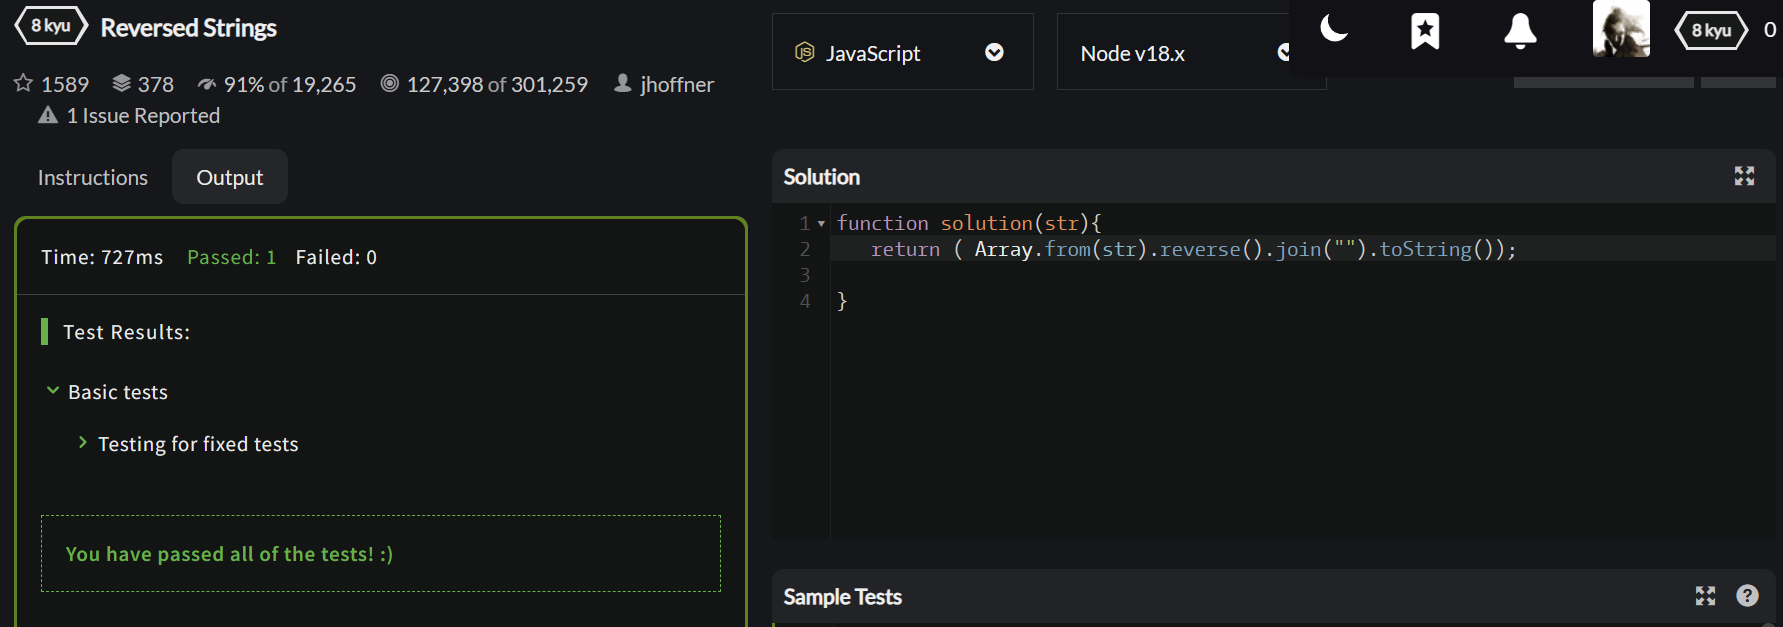 8 kyu Reversed Strings
1589 378 91% of 19,265 127,398 of 301,259 jhoffner
1 Issue Reported
JavaScript
Node v18.x
8 kyu 0
Instructions Output
Time: 727ms Passed: 1 Failed: 0
Test Results:
Basic tests
Testing for fixed tests
You have passed all of the tests! :)
Solution
1 function solution(str){
2 return ( Array.from(str).reverse().join("").toString());
3
4 }
Sample Tests